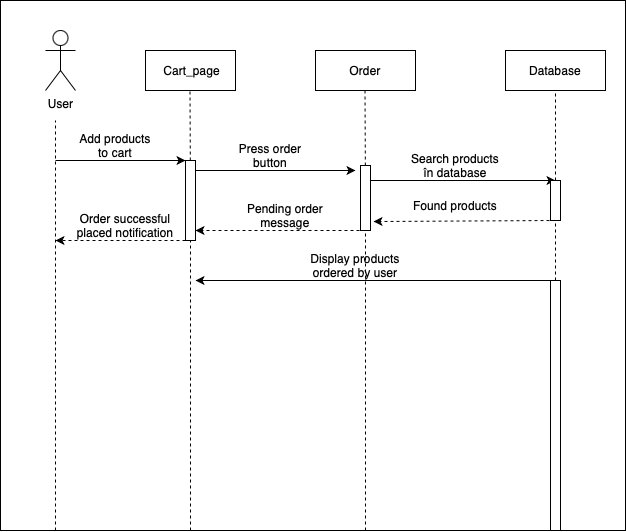 User
Cart_page
Order
Database
Add products
to cart
Press order
button
Search products
în database
Found products
Pending order
message
Order successful
placed notification
Display products
ordered by user